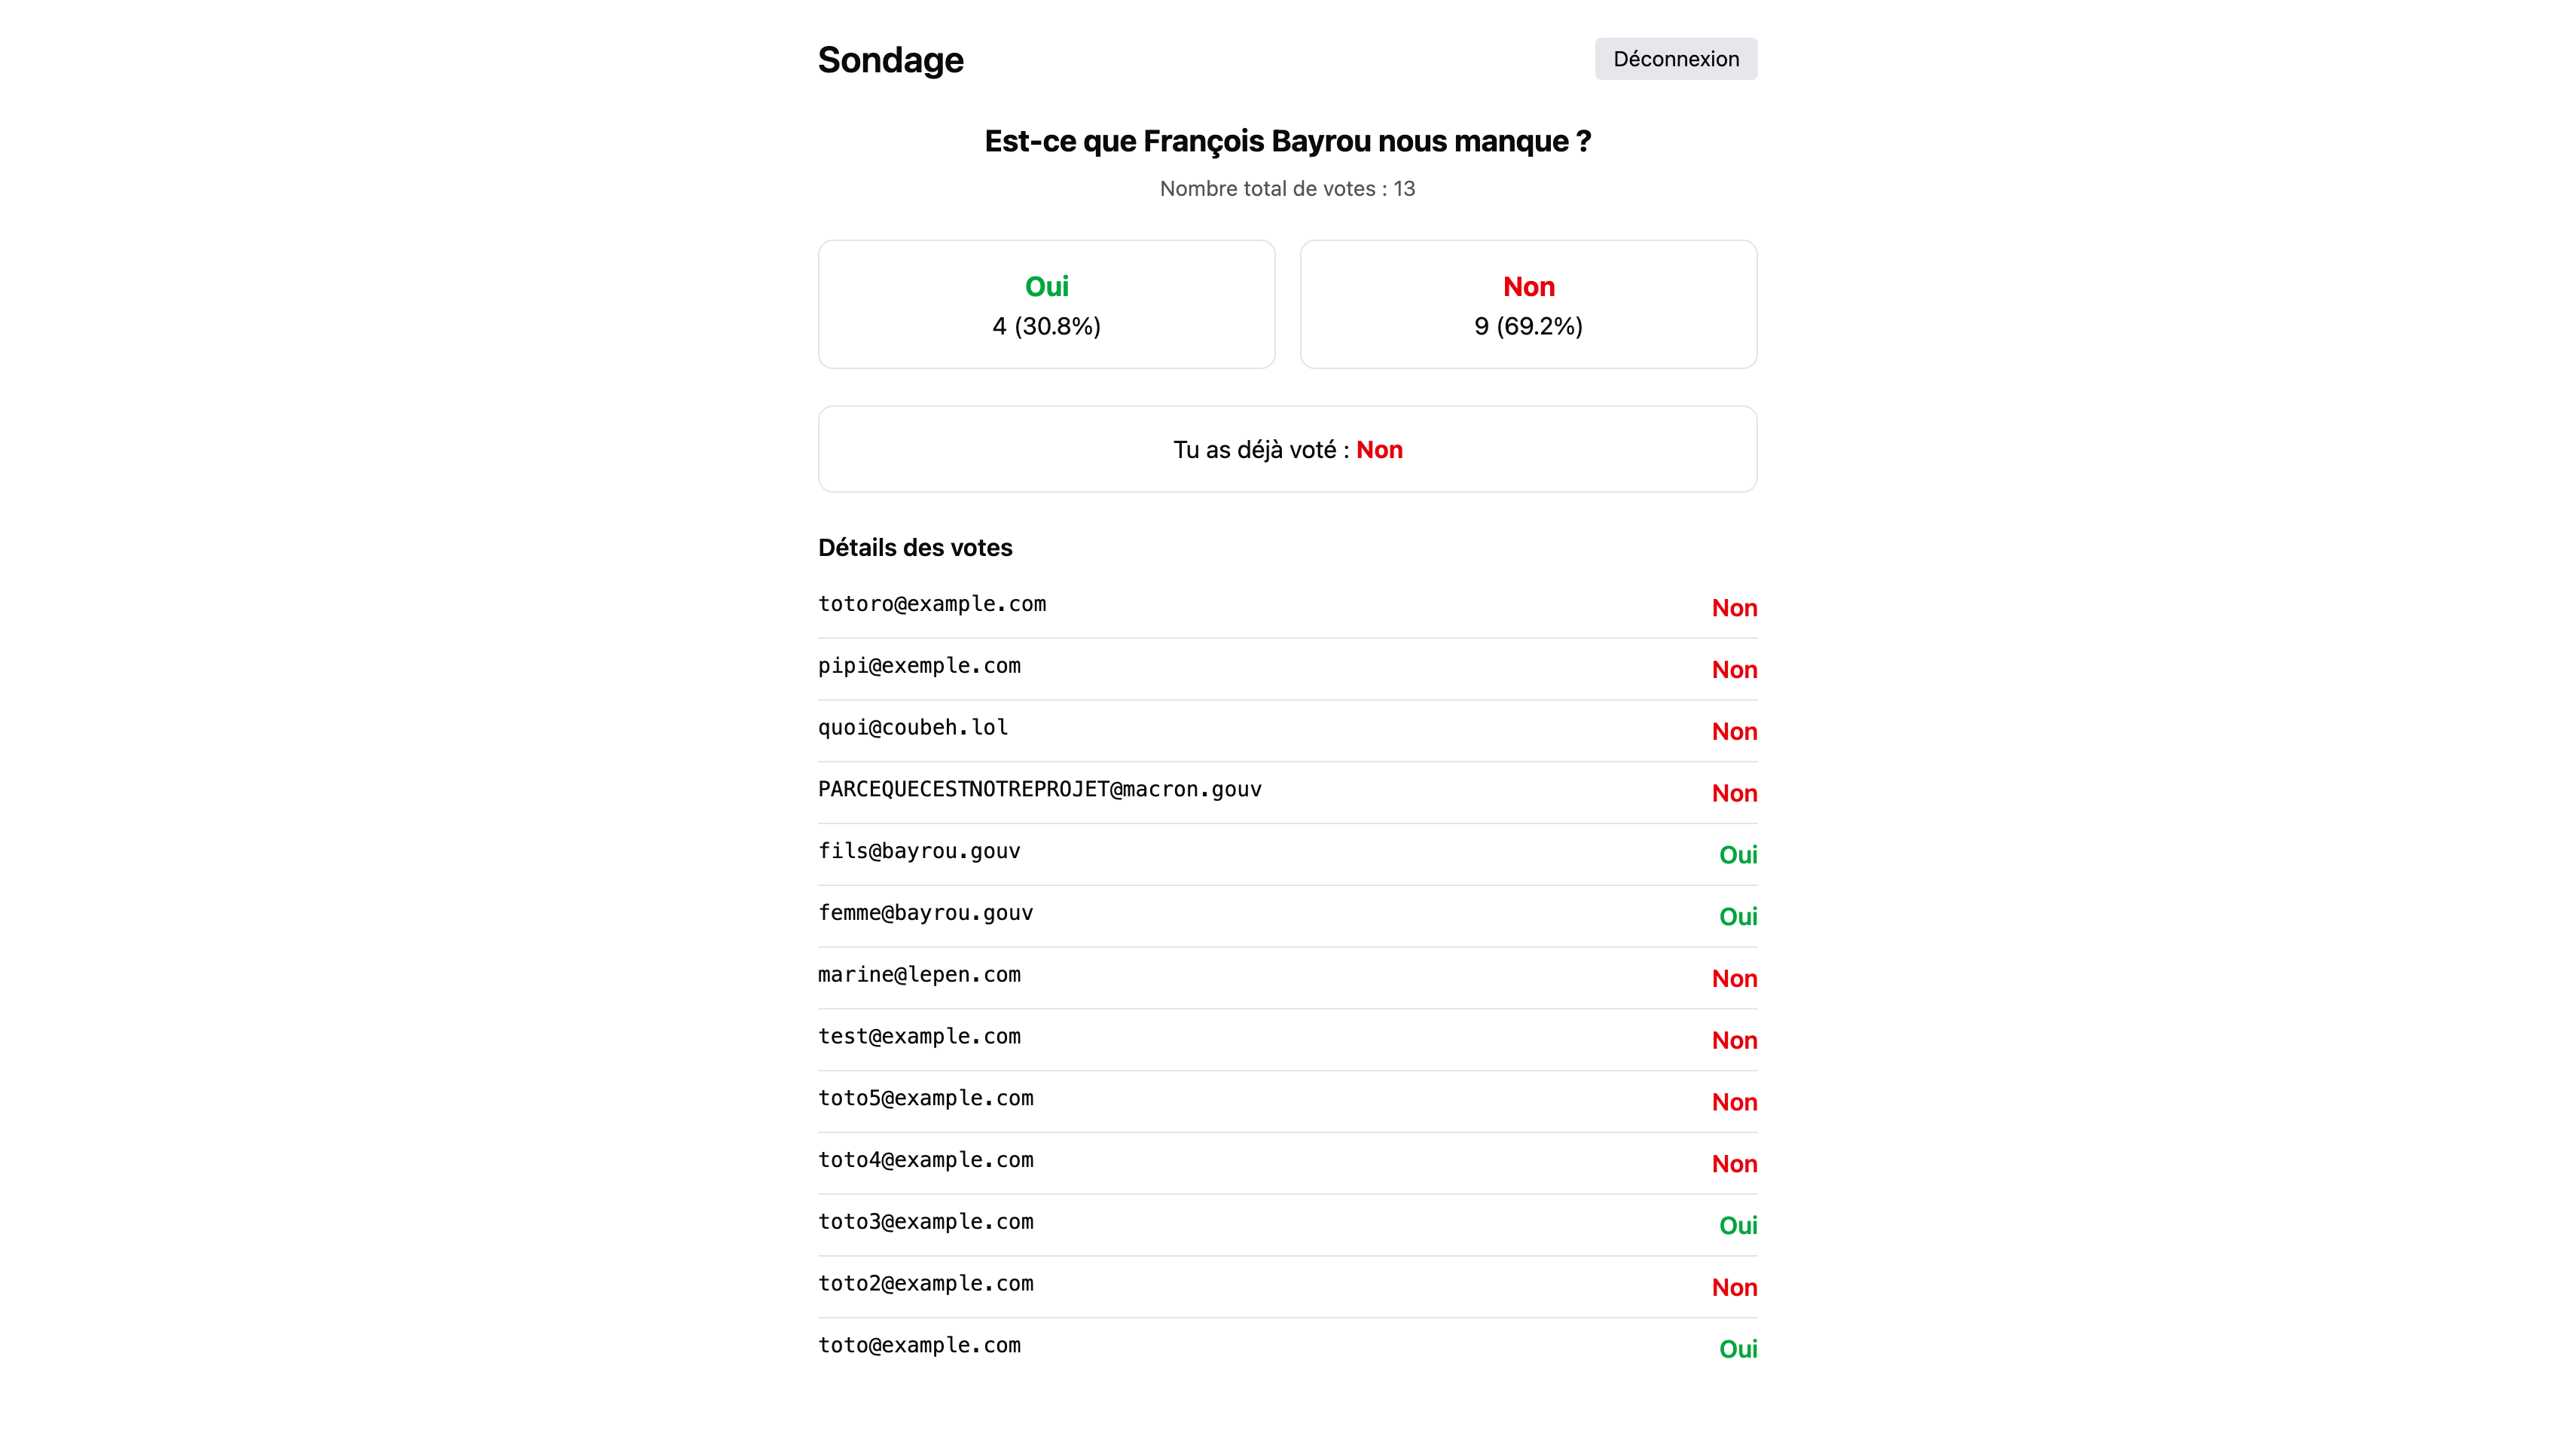 Sondage
Déconnexion
Est-ce que François Bayrou nous manque ?
Nombre total de votes : 13
Oui
4 (30.8%)
Non
9 (69.2%)
Tu as déjà voté : Non
Détails des votes
totoro@example.com Non
pipi@exemple.com Non
quoi@coubeh.lol Non
PARCEQUECESTNOTREPROJET@macron.gouv Non
fils@bayrou.gouv Oui
femme@bayrou.gouv Oui
marine@lepen.com Non
test@example.com Non
toto5@example.com Non
toto4@example.com Non
toto3@example.com Oui
toto2@example.com Non
toto@example.com Oui